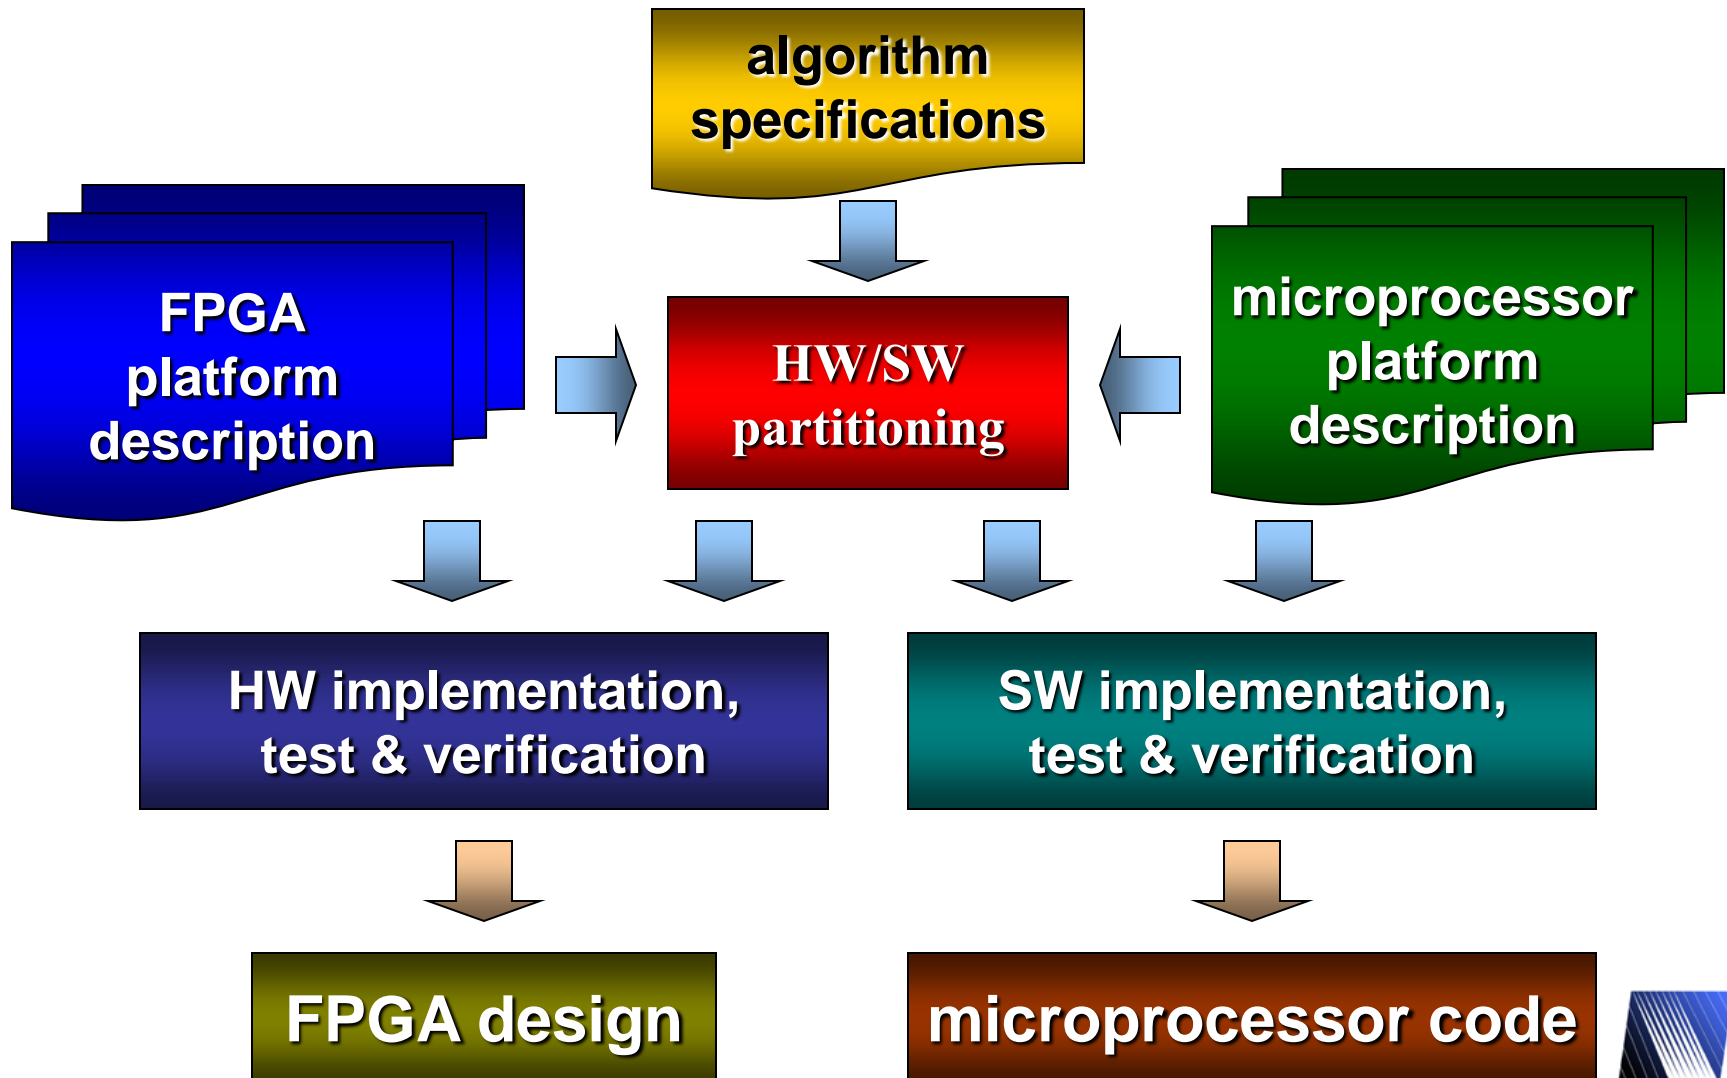 algorithm
specifications
FPGA
platform
description
HW/SW
partitioning
microprocessor
platform
description
HW implementation,
test & verification
SW implementation,
test & verification
FPGA design
microprocessor code